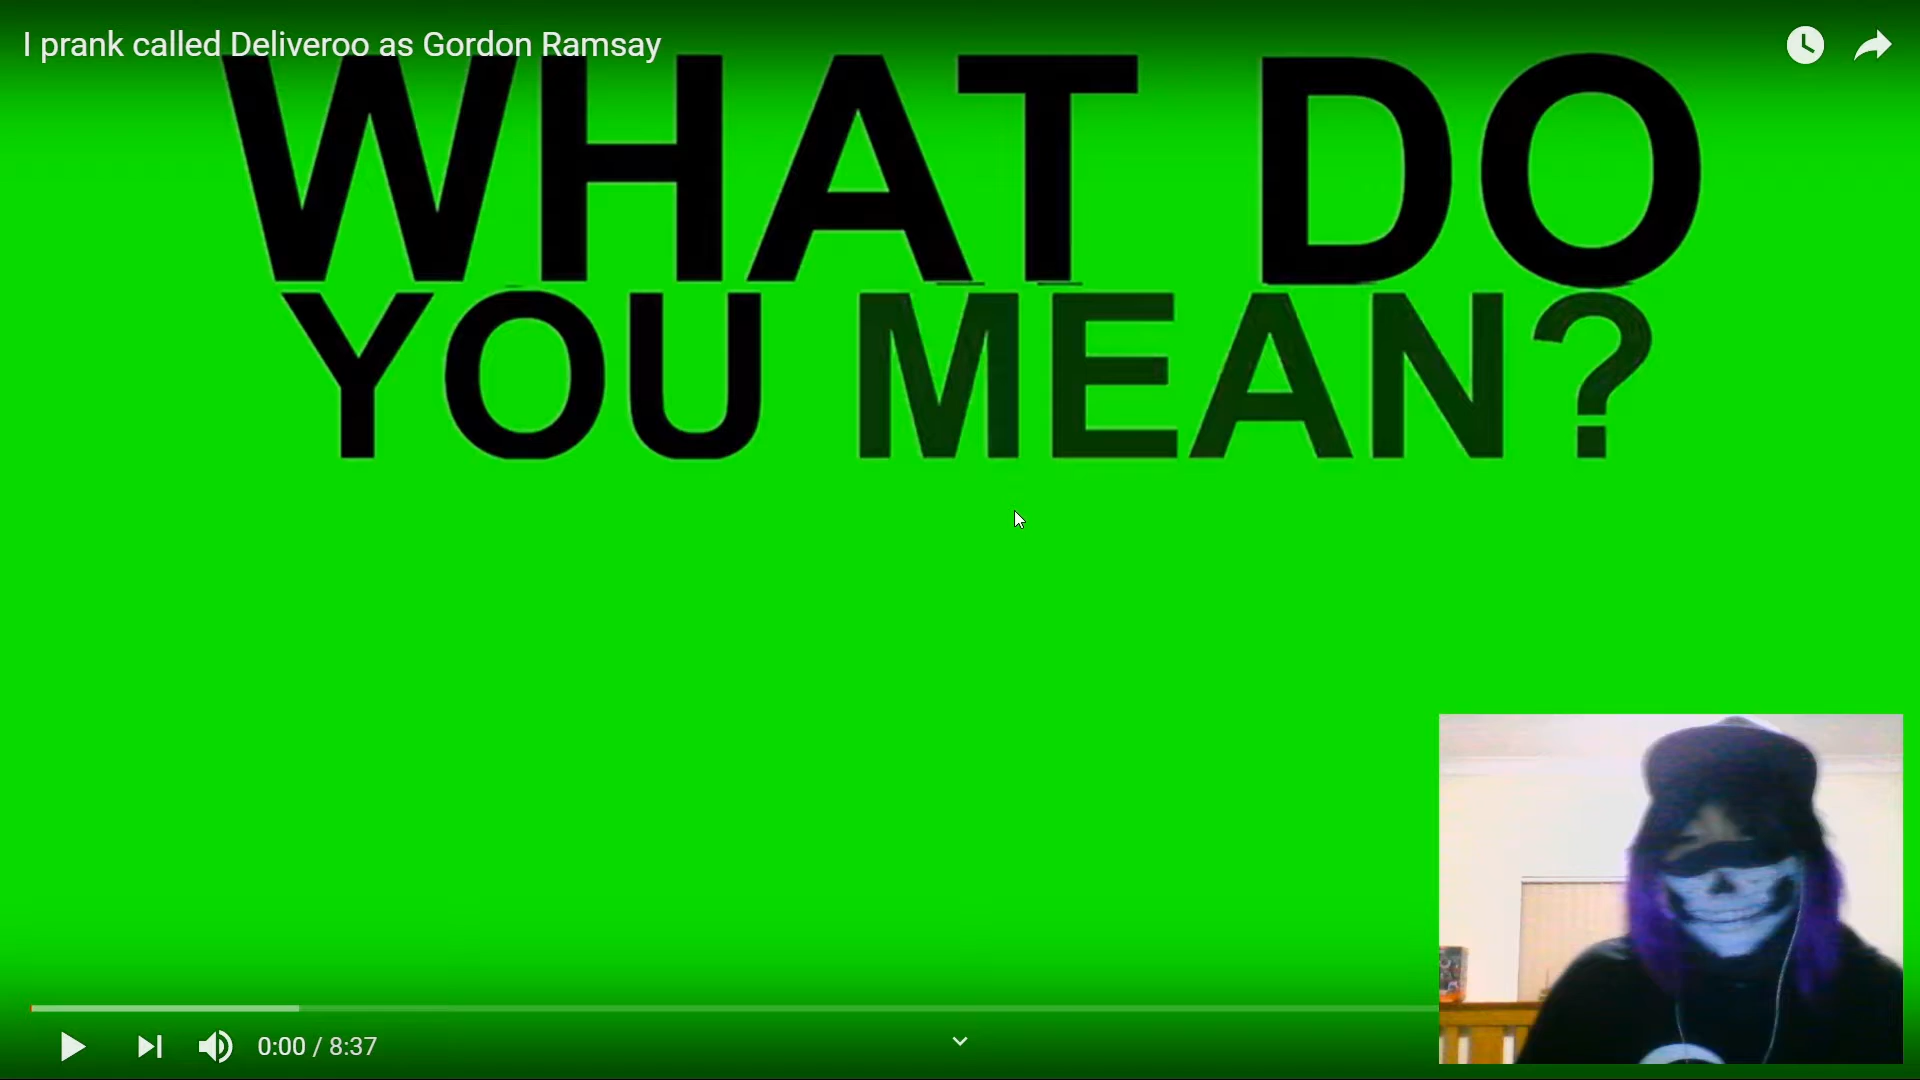 I prank called Deliveroo as Gordon Ramsay
WHAT DO
YOU MEAN?
0:00 / 8:37